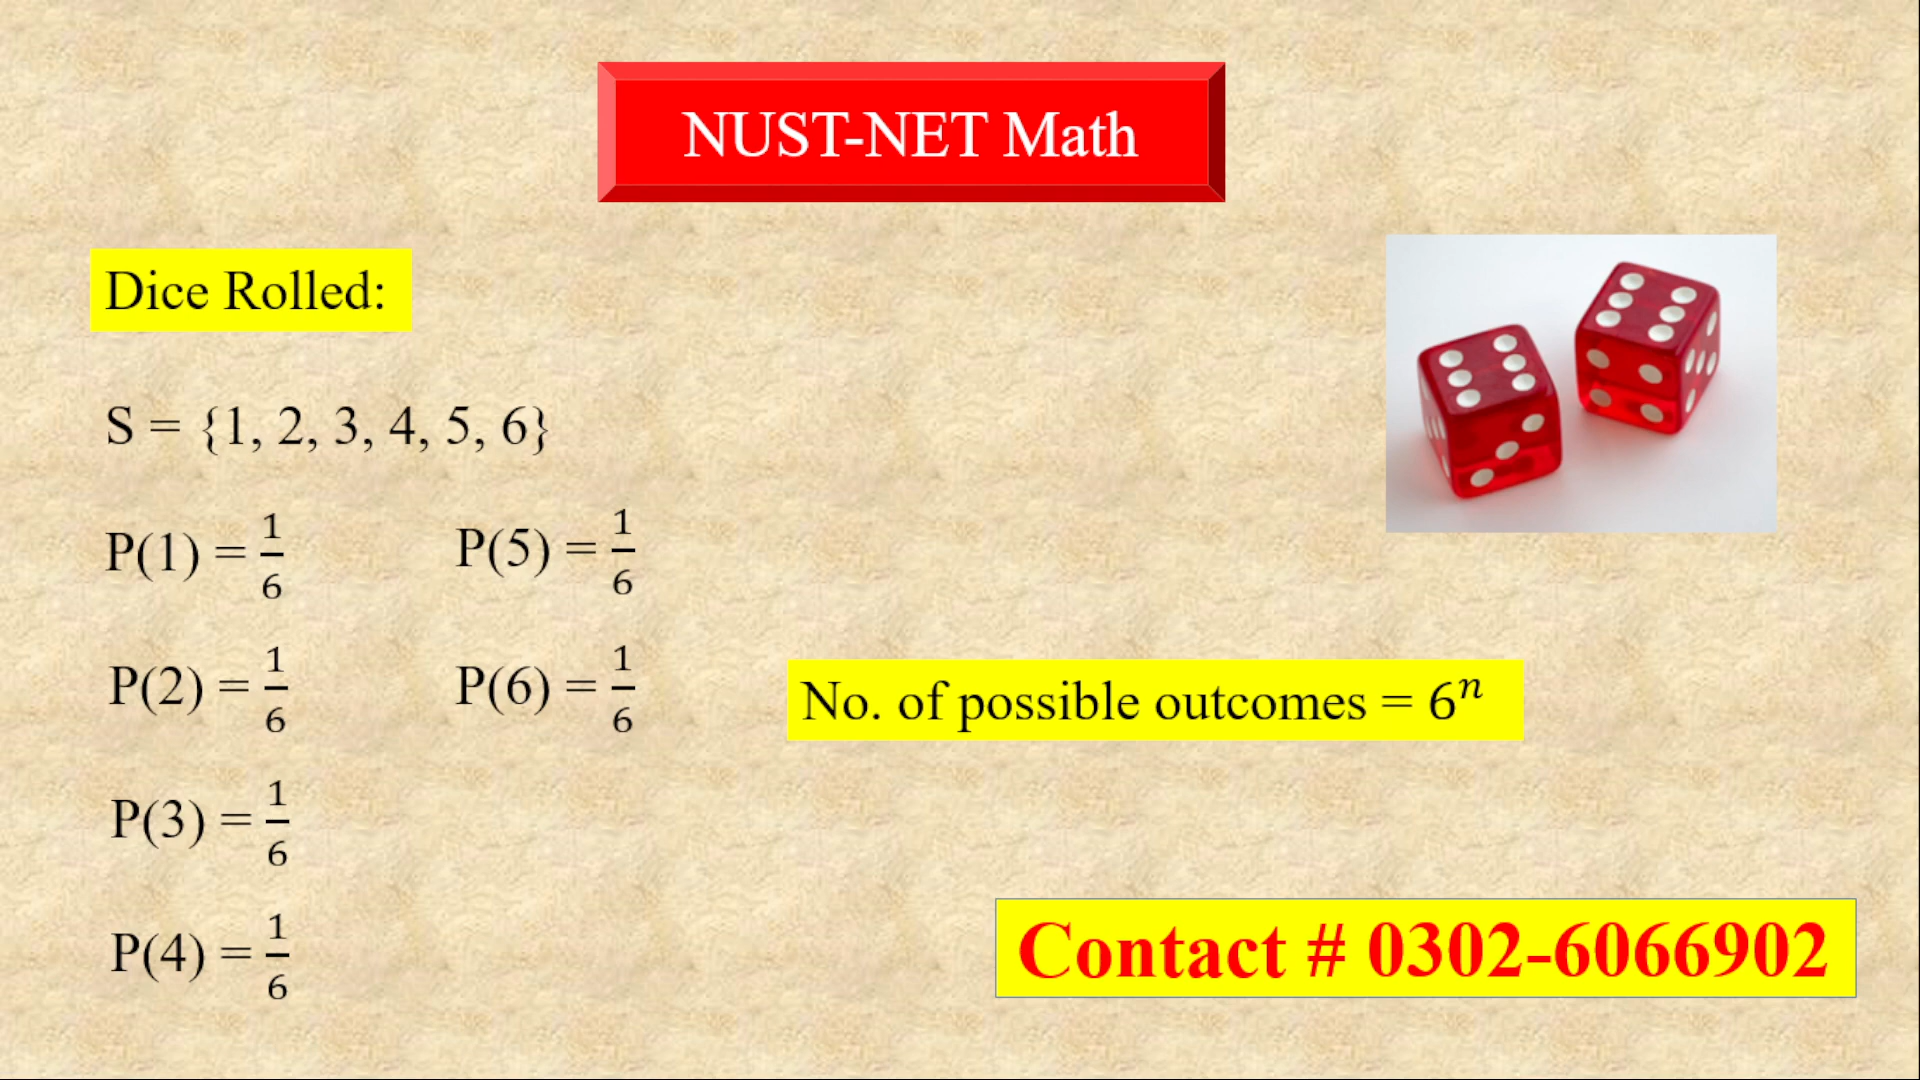 NUST-NET Math
Dice Rolled:
S = {1, 2, 3, 4, 5, 6}
P(1) = 1/6
P(5) = 1/6
P(2) = 1/6
P(6) = 1/6
No. of possible outcomes = 6ⁿ
P(3) = 1/6
P(4) = 1/6
Contact # 0302-6066902